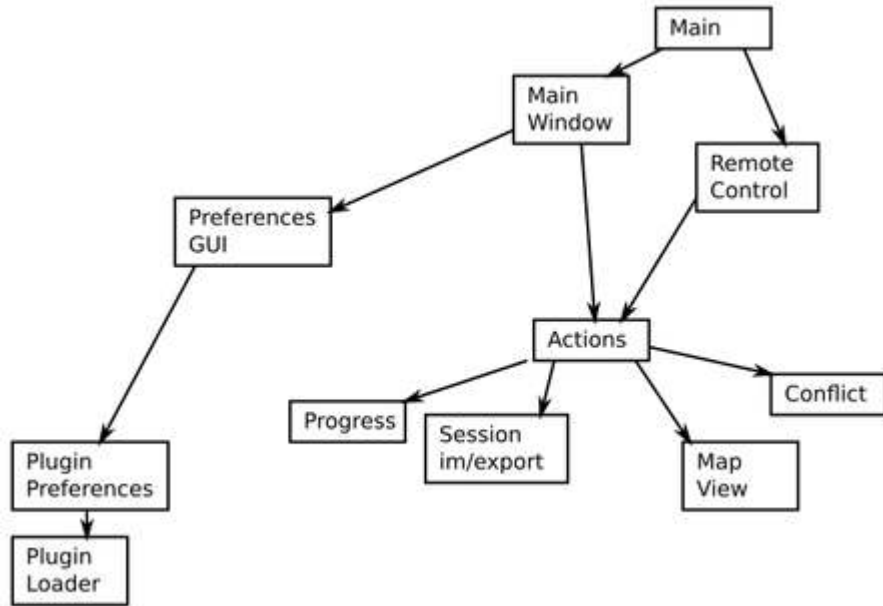 Main
Main
Window
Remote
Control
Preferences
GUI
Actions
Conflict
Progress
Session
im/export
Map
View
Plugin
Preferences
Plugin
Loader